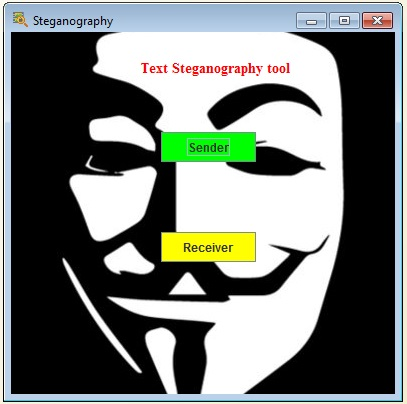 Steganography
Text Steganography tool
Sender
Receiver